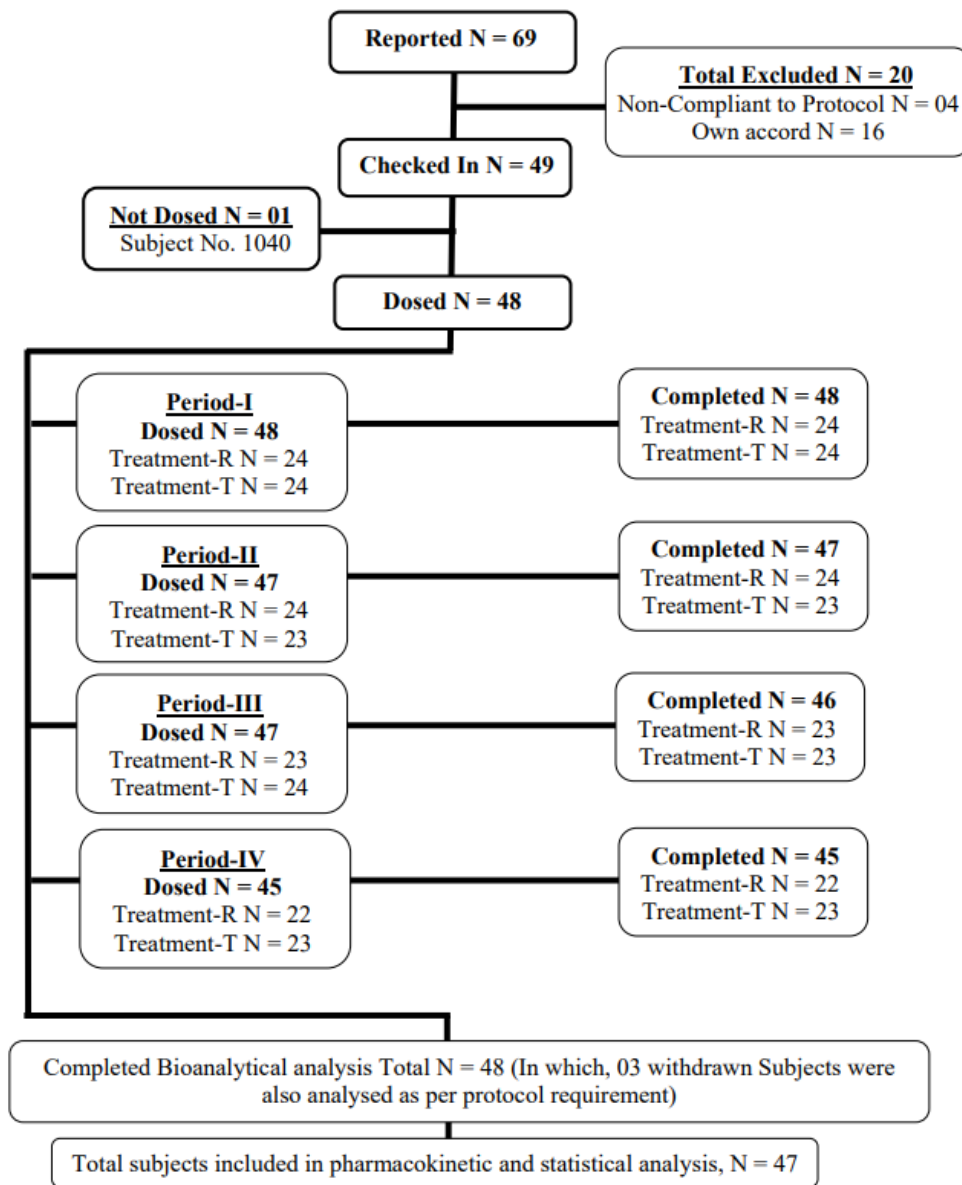 Reported N = 69
Total Excluded N = 20
Non-Compliant to Protocol N = 04
Own accord N = 16
Checked In N = 49
Not Dosed N = 01
Subject No. 1040
Dosed N = 48
Period-I
Dosed N = 48
Treatment-R N = 24
Treatment-T N = 24
Completed N = 48
Treatment-R N = 24
Treatment-T N = 24
Period-II
Dosed N = 47
Treatment-R N = 24
Treatment-T N = 23
Completed N = 47
Treatment-R N = 24
Treatment-T N = 23
Period-III
Dosed N = 47
Treatment-R N = 23
Treatment-T N = 24
Completed N = 46
Treatment-R N = 23
Treatment-T N = 23
Period-IV
Dosed N = 45
Treatment-R N = 22
Treatment-T N = 23
Completed N = 45
Treatment-R N = 22
Treatment-T N = 23
Completed Bioanalytical analysis Total N = 48 (In which, 03 withdrawn Subjects were
also analysed as per protocol requirement)
Total subjects included in pharmacokinetic and statistical analysis, N = 47